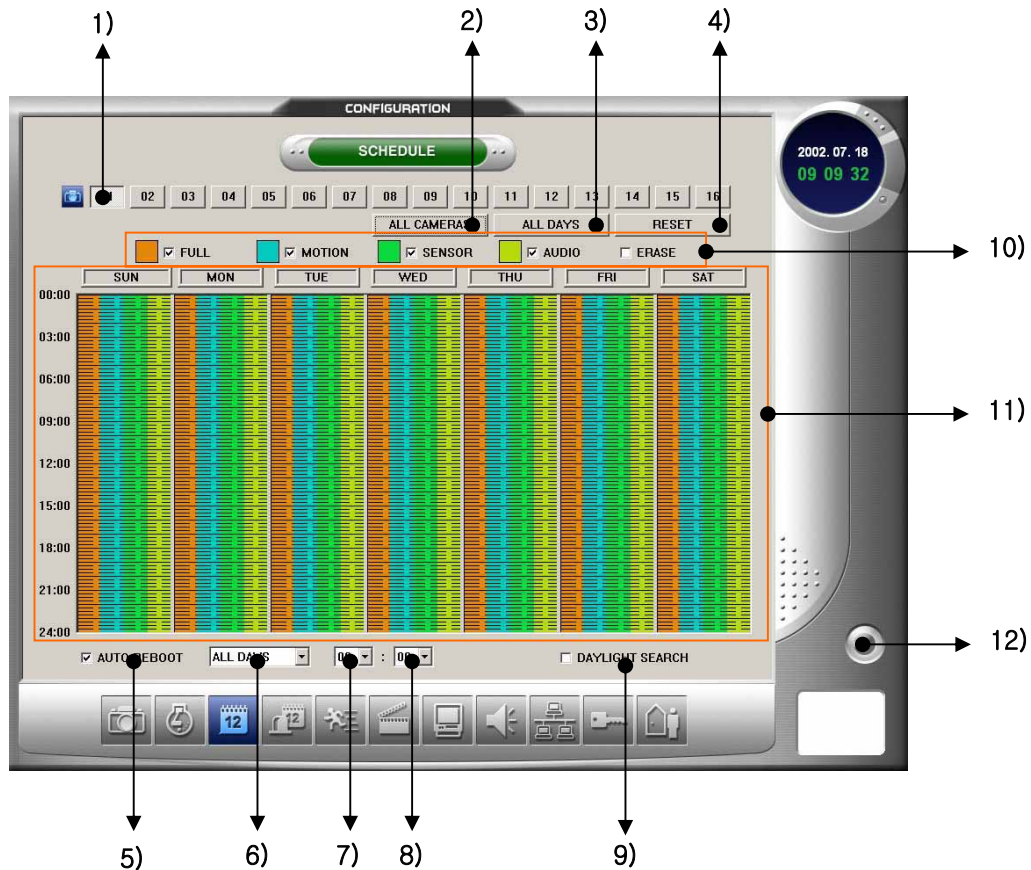 1) 2) 3) 4)
CONFIGURATION
SCHEDULE
2002. 07. 18
09 09 32
02 03 04 05 06 07 08 09 10 11 12 13 14 15 16
ALL CAMERAS ALL DAYS RESET
FULL MOTION SENSOR AUDIO ERASE 10)
SUN MON TUE WED THU FRI SAT
00:00
03:00
06:00
09:00 11)
12:00
15:00
18:00
21:00
24:00
12)
AUTO REBOOT ALL DAYS : DAYLIGHT SEARCH
12 12
5) 6) 7) 8) 9)